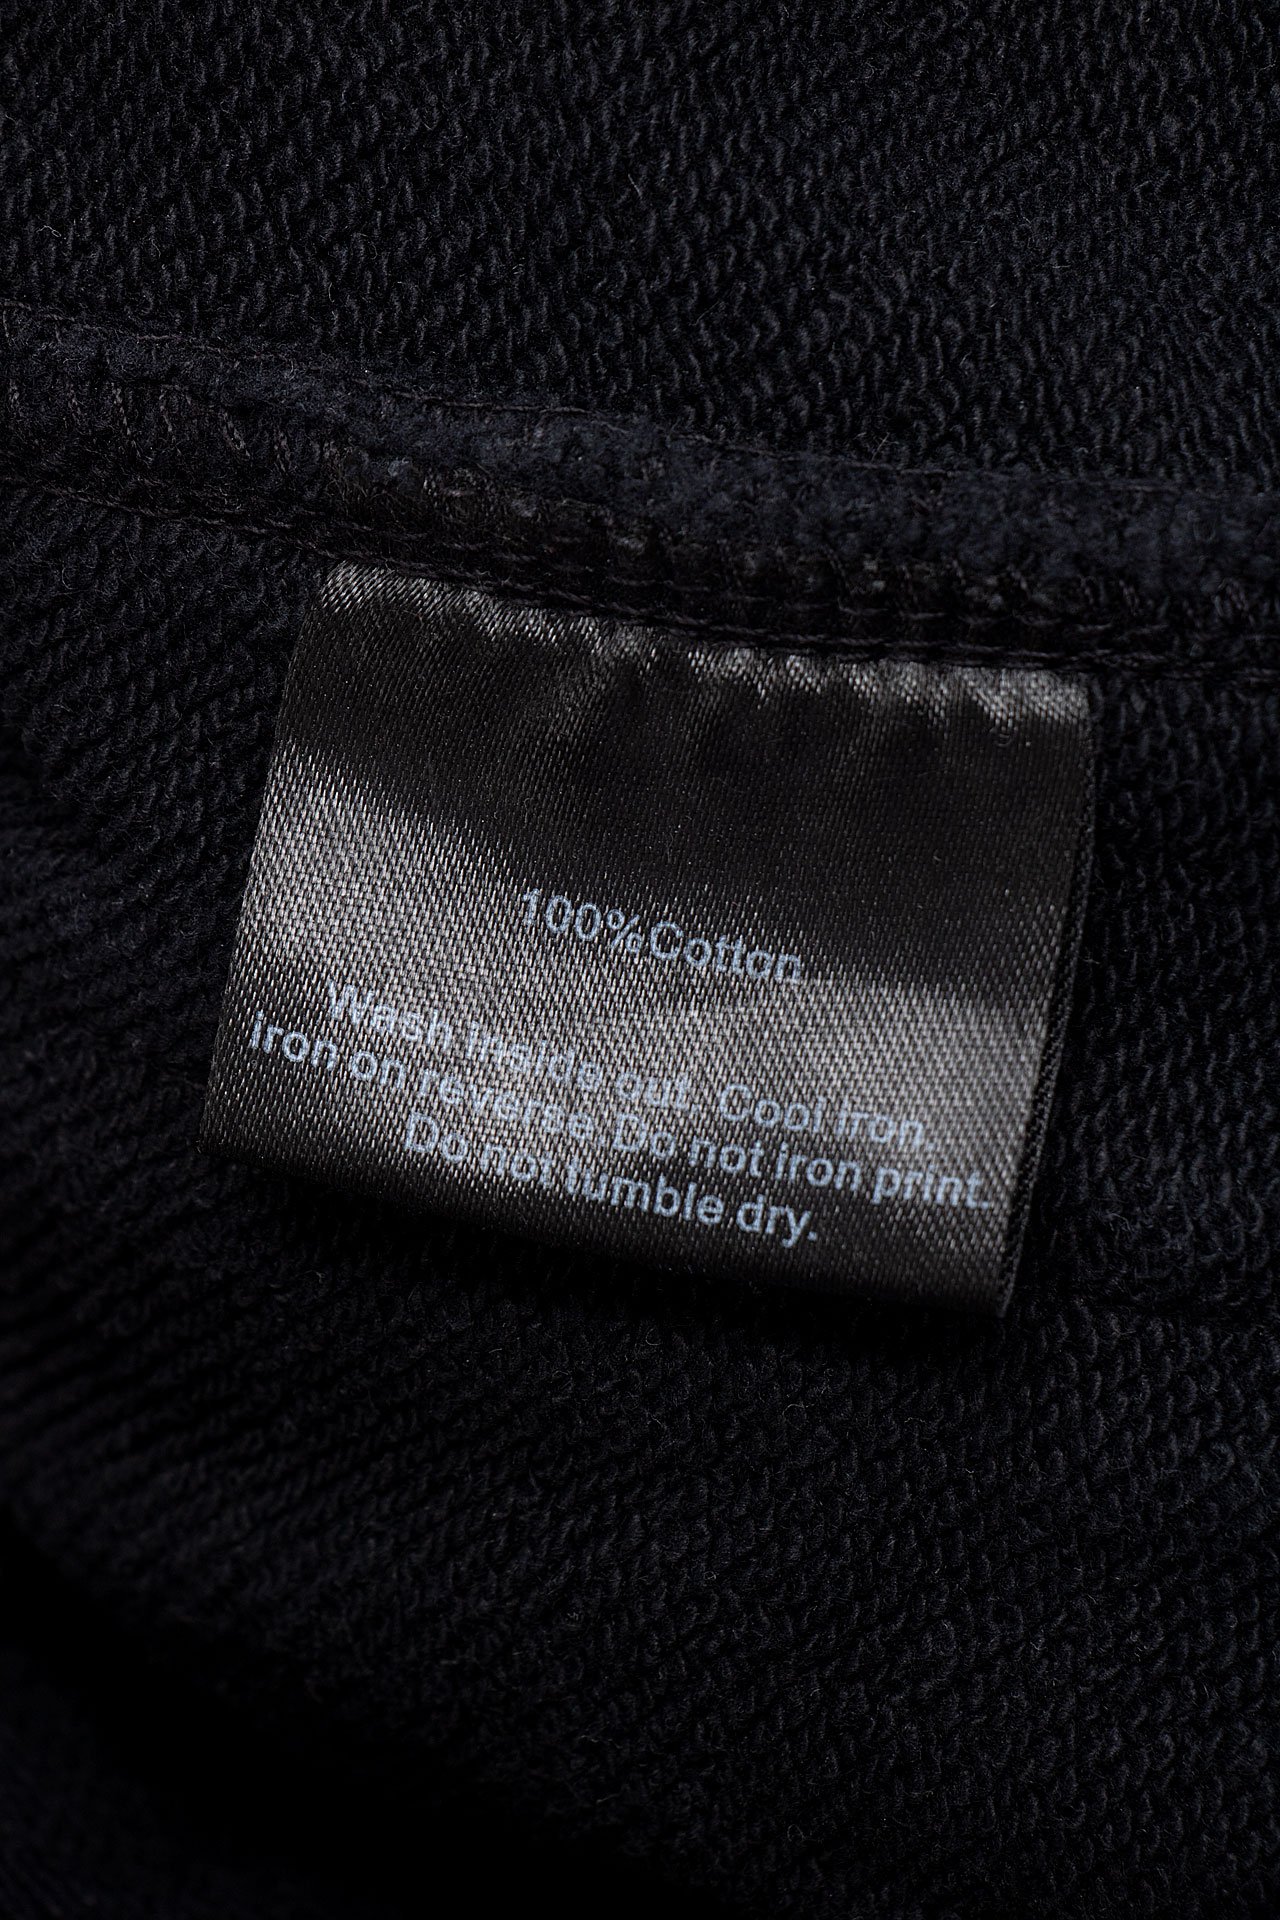 100%Cotton
Wash inside out. Cool iron.
Iron on reverse.Do not iron print.
Do not tumble dry.